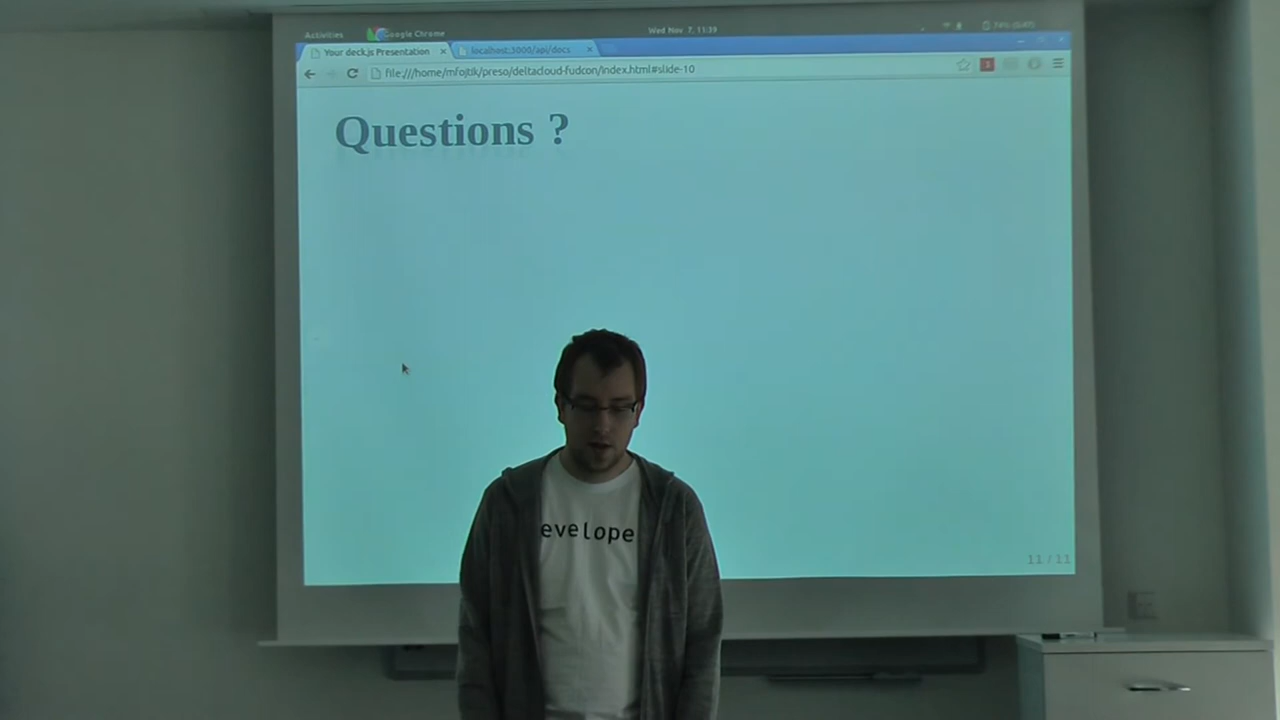 Activities Google Chrome Wed Nov 7, 11:39
Your deck.js Presentation × localhost:3000/api/docs ×
file:///home/mfojtik/preso/deltacloud-fudcon/index.html#slide-10
Questions ?
evelope
11 / 11